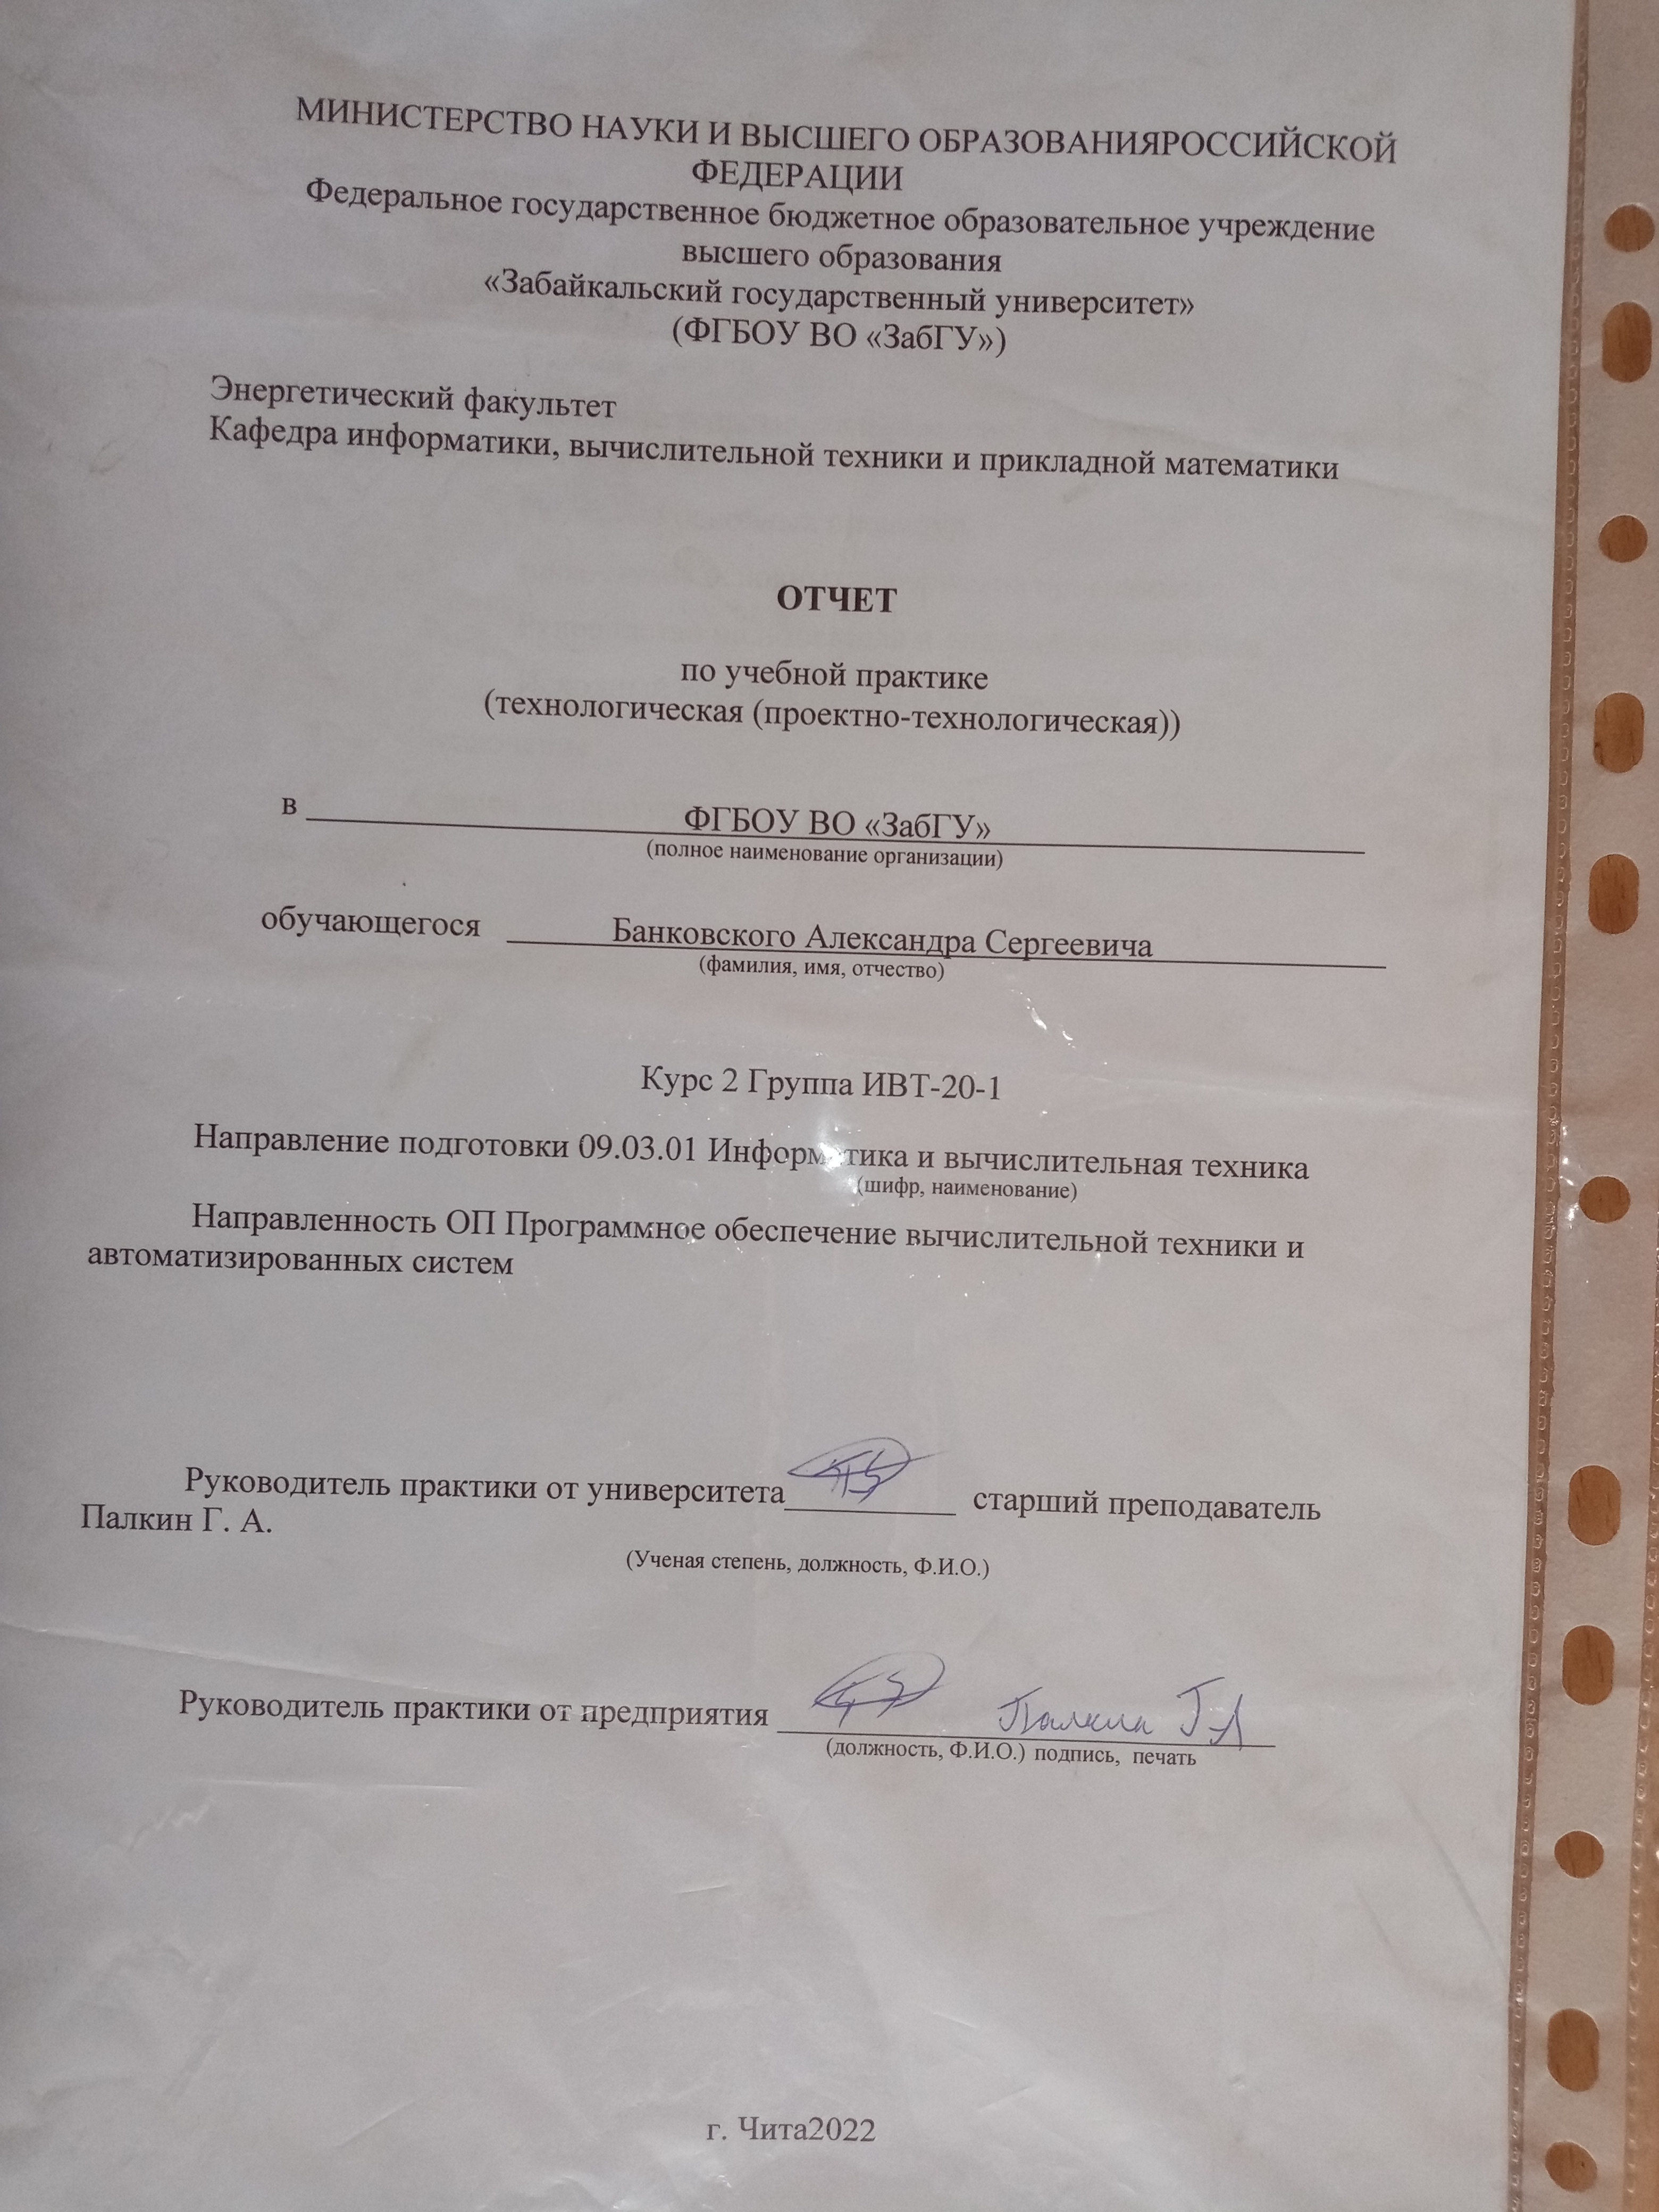 МИНИСТЕРСТВО НАУКИ И ВЫСШЕГО ОБРАЗОВАНИЯРОССИЙСКОЙ
ФЕДЕРАЦИИ
Федеральное государственное бюджетное образовательное учреждение
высшего образования
«Забайкальский государственный университет»
(ФГБОУ ВО «ЗабГУ»)
Энергетический факультет
Кафедра информатики, вычислительной техники и прикладной математики
ОТЧЕТ
по учебной практике
(технологическая (проектно-технологическая))
в ФГБОУ ВО «ЗабГУ»
(полное наименование организации)
обучающегося Банковского Александра Сергеевича
(фамилия, имя, отчество)
Курс 2 Группа ИВТ-20-1
Направление подготовки 09.03.01 Информатика и вычислительная техника
(шифр, наименование)
Направленность ОП Программное обеспечение вычислительной техники и
автоматизированных систем
Руководитель практики от университета старший преподаватель
Палкин Г. А.
(Ученая степень, должность, Ф.И.О.)
Руководитель практики от предприятия Палкин Г А
(должность, Ф.И.О.) подпись, печать
г. Чита2022